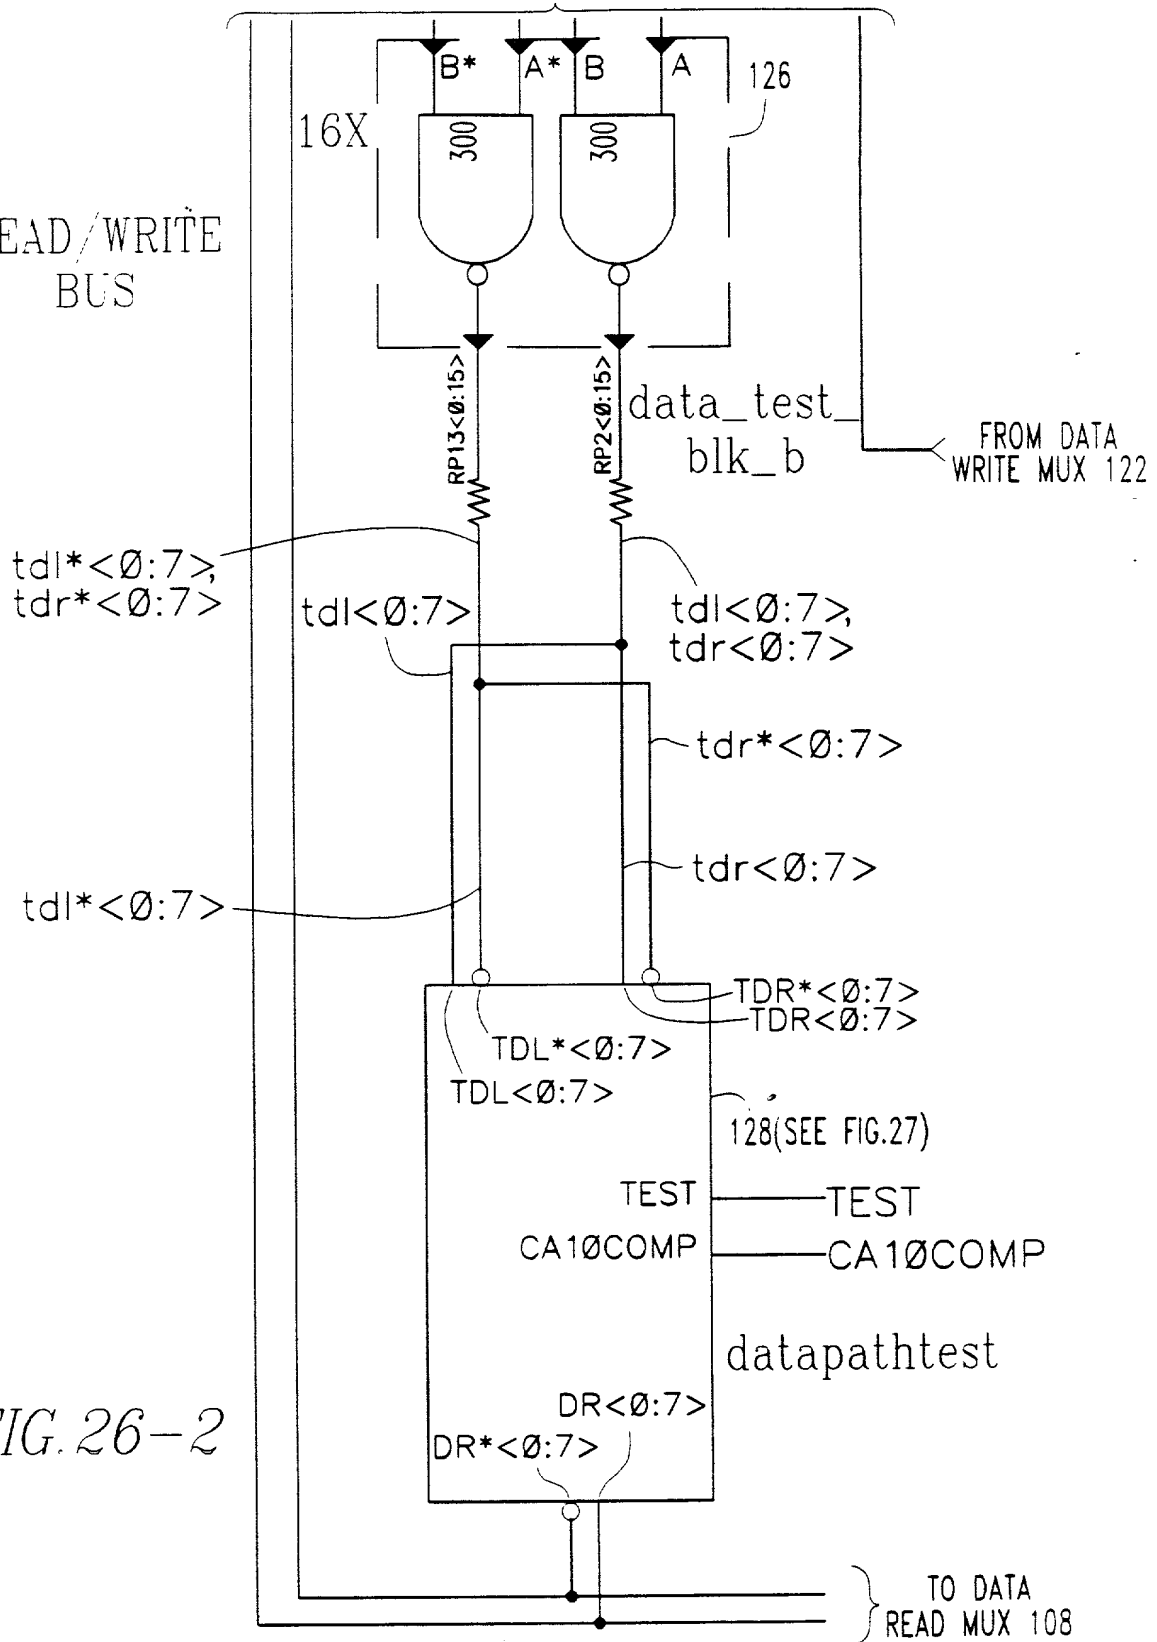 B*
A*
B
A
126
16X
300
300
EAD/WRITE
BUS
RP13<Ø:15>
RP2<Ø:15>
data_test_
blk_b
FROM DATA
WRITE MUX 122
tdl*<Ø:7>,
tdr*<Ø:7>
tdl<Ø:7>
tdl<Ø:7>,
tdr<Ø:7>
tdr*<Ø:7>
tdr<Ø:7>
tdl*<Ø:7>
TDR*<Ø:7>
TDR<Ø:7>
TDL*<Ø:7>
TDL<Ø:7>
128(SEE FIG.27)
TEST
TEST
CA1ØCOMP
CA1ØCOMP
datapathtest
DR<Ø:7>
DR*<Ø:7>
IG. 26-2
TO DATA
READ MUX 108